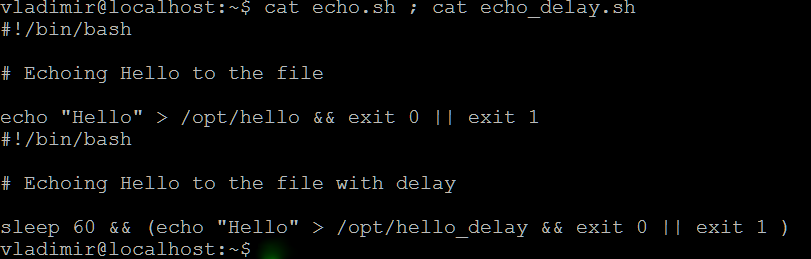 vladimir@localhost:~$ cat echo.sh ; cat echo_delay.sh
#!/bin/bash
# Echoing Hello to the file
echo "Hello" > /opt/hello && exit 0 || exit 1
#!/bin/bash
# Echoing Hello to the file with delay
sleep 60 && (echo "Hello" > /opt/hello_delay && exit 0 || exit 1 )
vladimir@localhost:~$